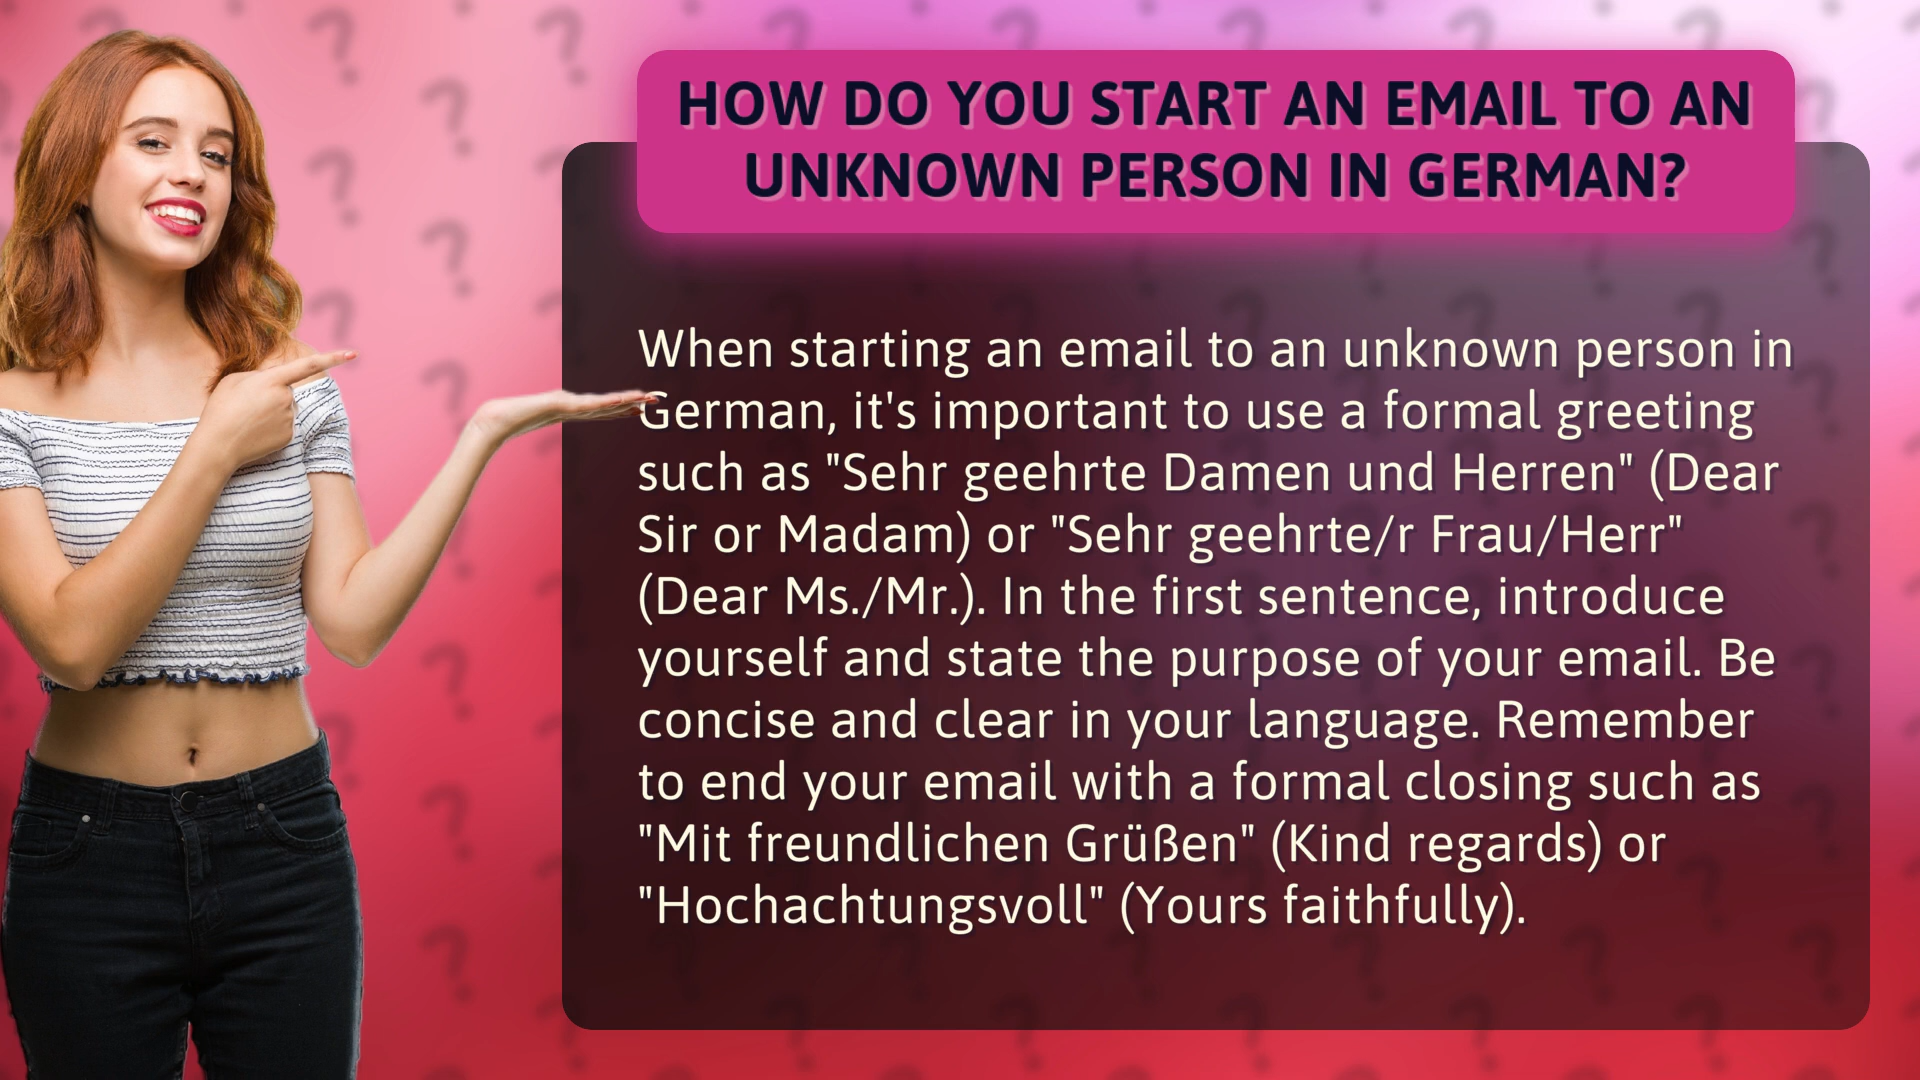 HOW DO YOU START AN EMAIL TO AN
UNKNOWN PERSON IN GERMAN?
When starting an email to an unknown person in
German, it's important to use a formal greeting
such as "Sehr geehrte Damen und Herren" (Dear
Sir or Madam) or "Sehr geehrte/r Frau/Herr"
(Dear Ms./Mr.). In the first sentence, introduce
yourself and state the purpose of your email. Be
concise and clear in your language. Remember
to end your email with a formal closing such as
"Mit freundlichen Grüßen" (Kind regards) or
"Hochachtungsvoll" (Yours faithfully).